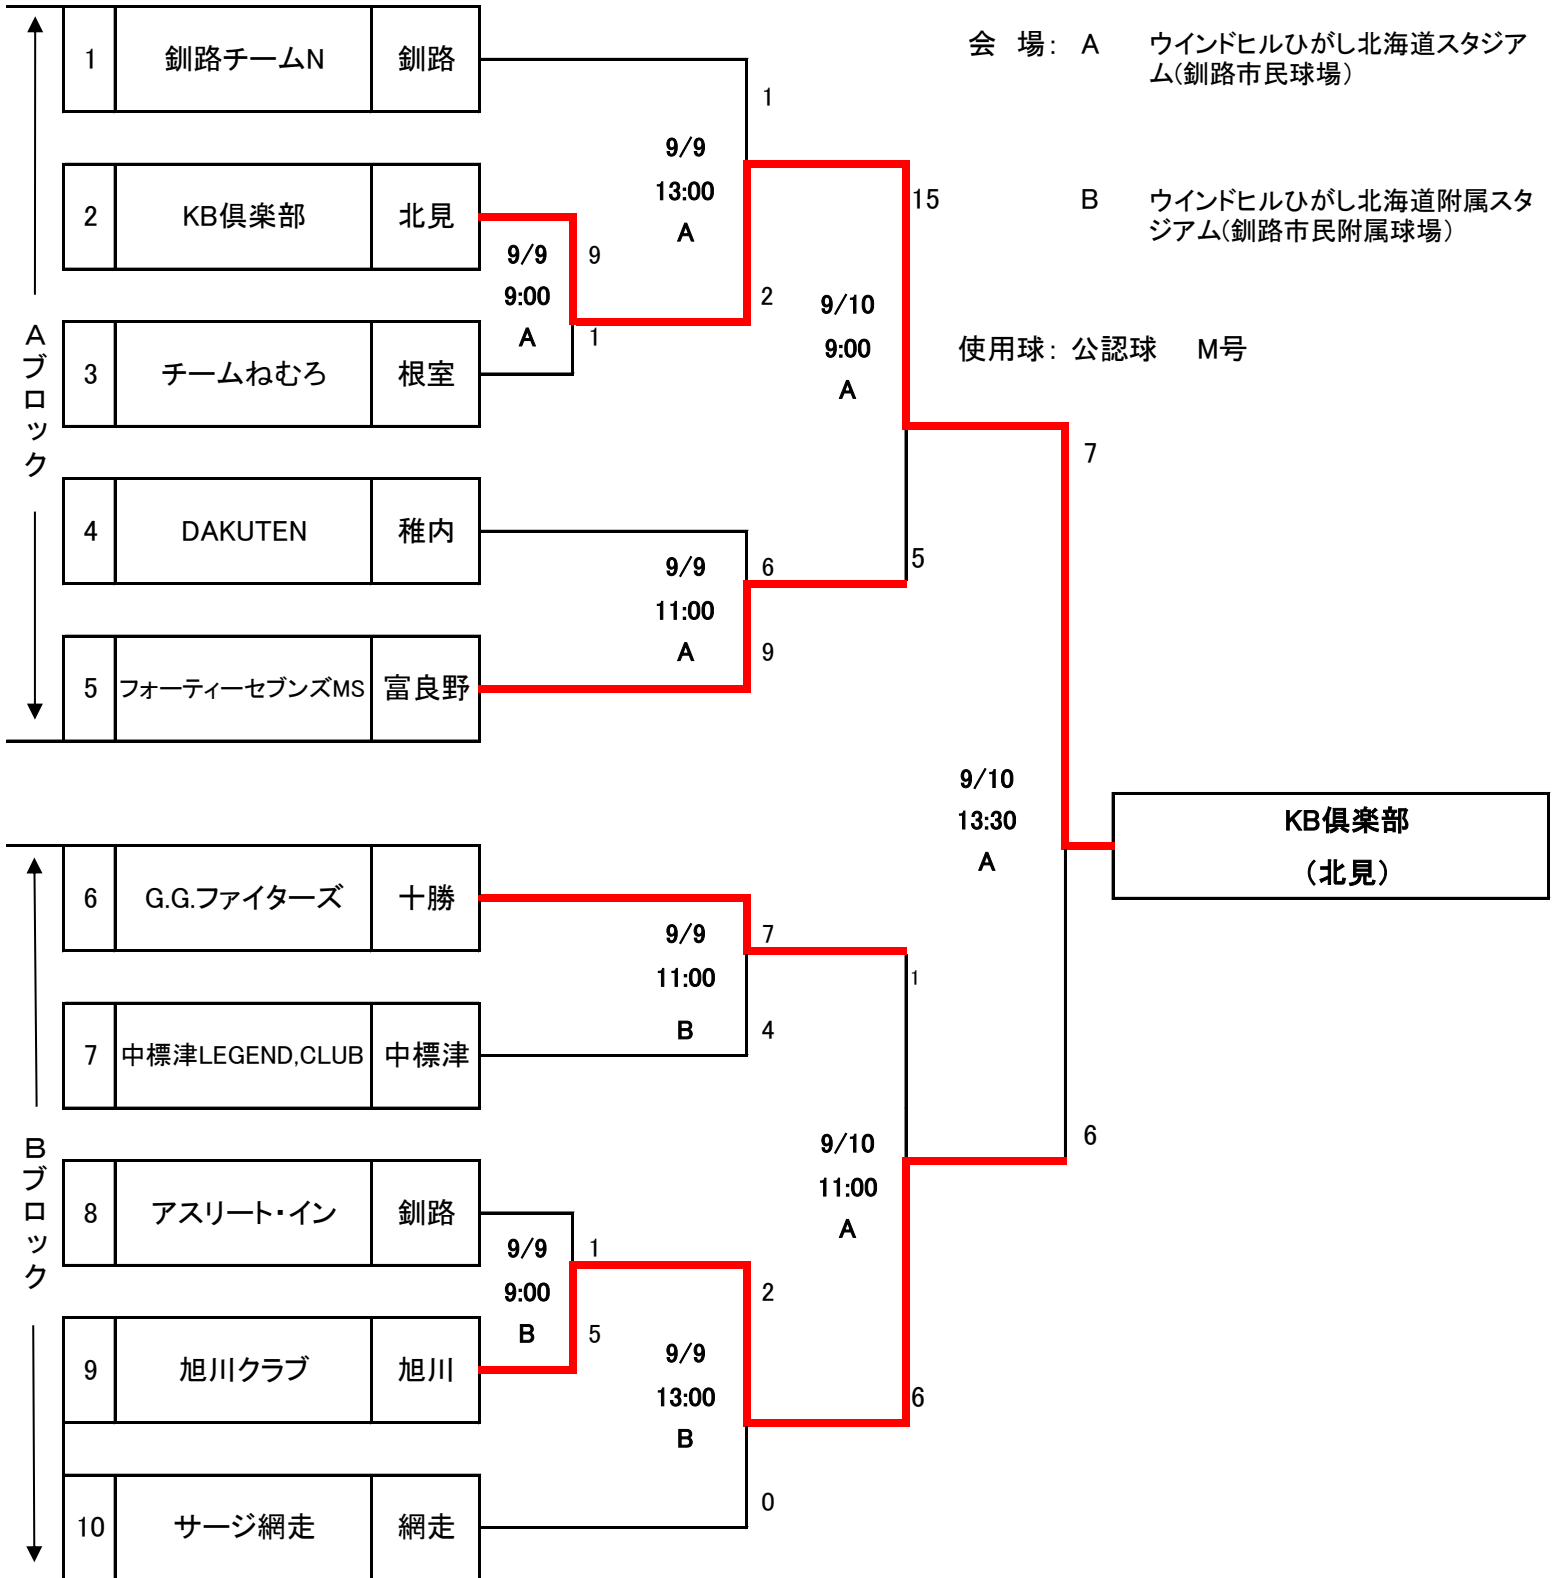 会 場: A ウインドヒルひがし北海道スタジア
ム(釧路市民球場)
B ウインドヒルひがし北海道附属スタ
ジアム(釧路市民附属球場)
使用球: 公認球 M号
Aブロック
1 釧路チームN 釧路
2 KB倶楽部 北見
3 チームねむろ 根室
4 DAKUTEN 稚内
5 フォーティーセブンズMS 富良野
9/9
9:00
A
9
1
9/9
13:00
A
1
2
9/9
11:00
A
6
9
9/10
9:00
A
15
5
Bブロック
6 G.G.ファイターズ 十勝
7 中標津LEGEND,CLUB 中標津
8 アスリート・イン 釧路
9 旭川クラブ 旭川
10 サージ網走 網走
9/9
11:00
B
7
4
9/9
9:00
B
1
5
9/9
13:00
B
2
0
9/10
11:00
A
1
6
9/10
13:30
A
7
6
KB倶楽部
(北見)